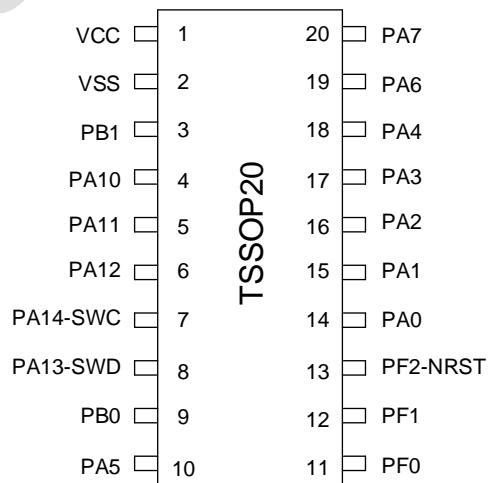 VCC 1 20 PA7
VSS 2 19 PA6
PB1 3 18 PA4
PA10 4 17 PA3
PA11 5 16 PA2
PA12 6 15 PA1
PA14-SWC 7 14 PA0
PA13-SWD 8 13 PF2-NRST
PB0 9 12 PF1
PA5 10 11 PF0
TSSOP20